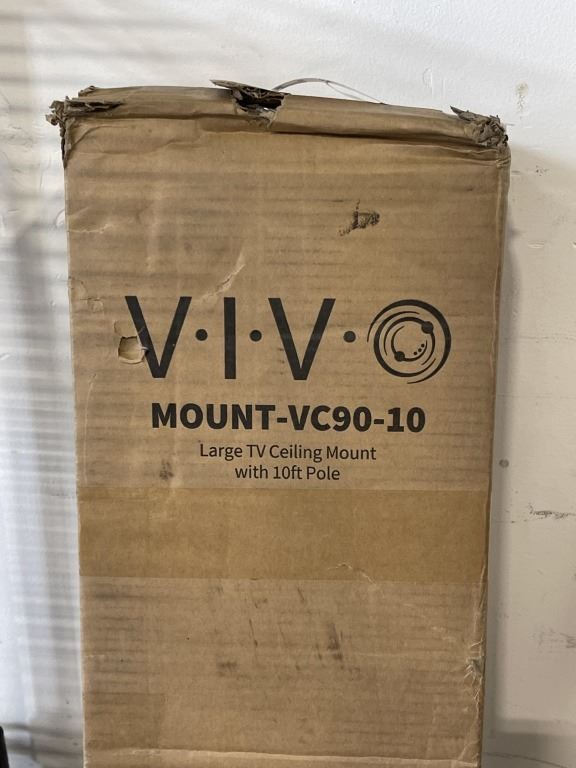 V·I·V·O
MOUNT-VC90-10
Large TV Ceiling Mount
with 10ft Pole